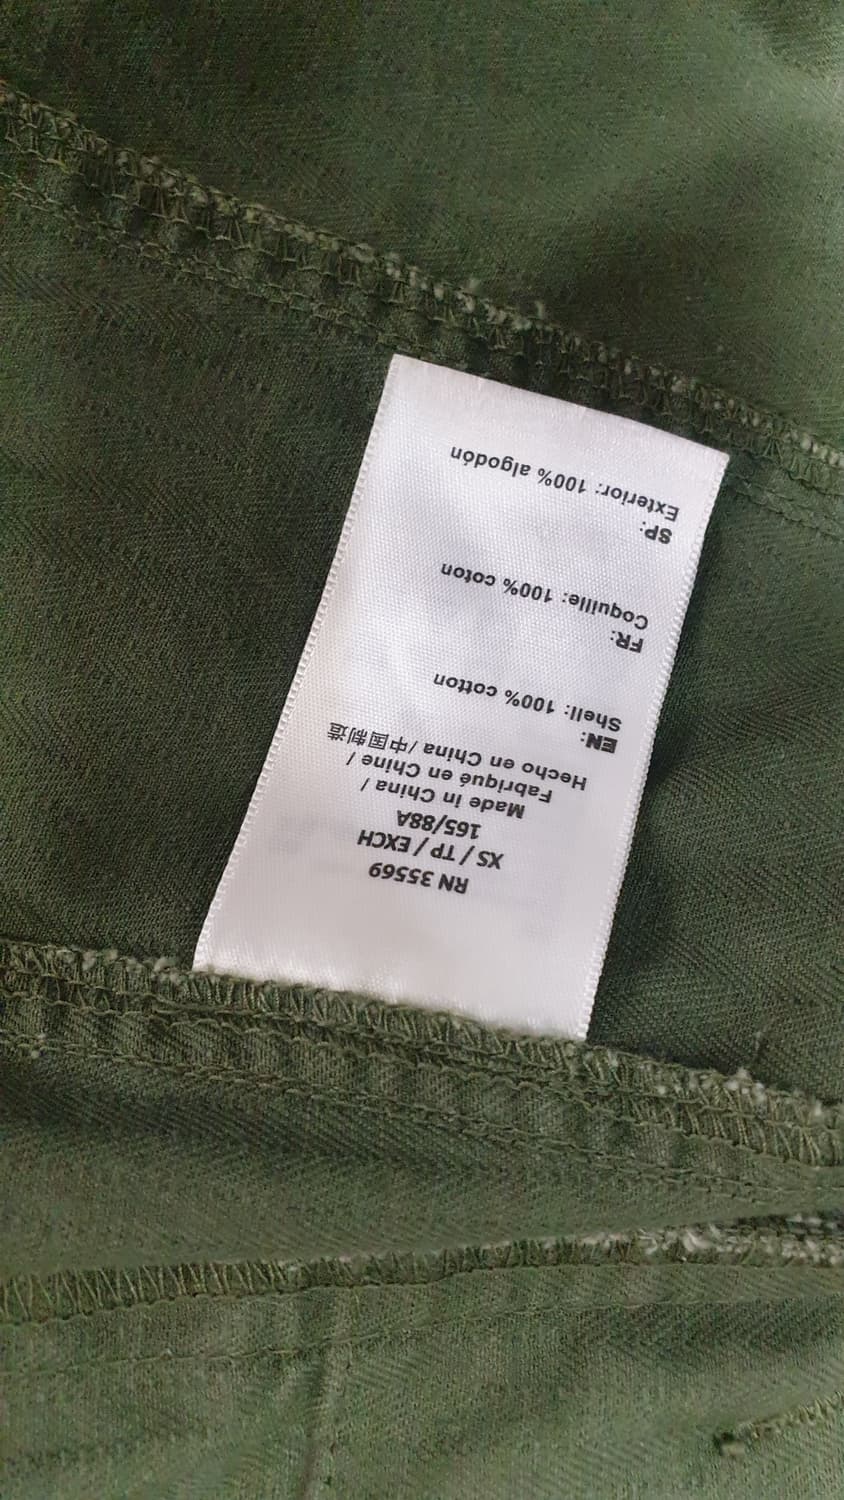 RN 35569
XS / TP / EXCH
165/88A
Made in China /
Fabriqué en Chine /
Hecho en China /中国制造
EN:
Shell: 100% cotton
FR:
Coquille: 100% coton
SP:
Exterior: 100% algodón